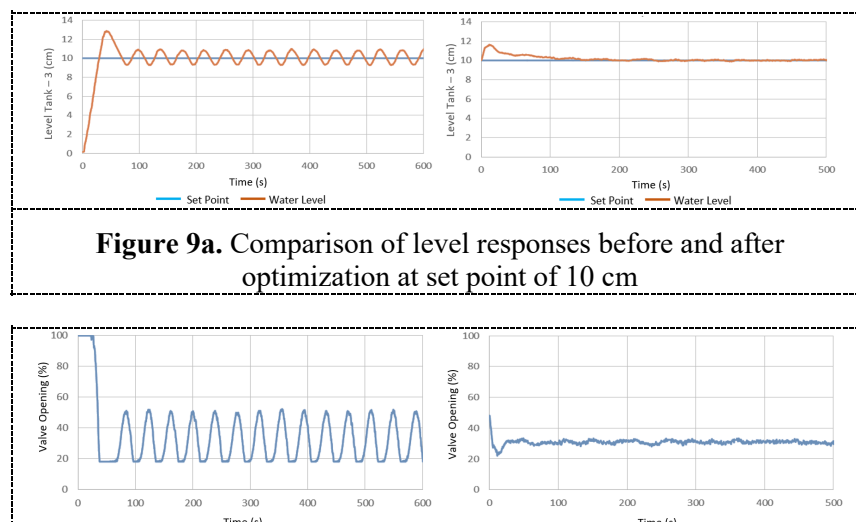 14
12
10
8
6
4
2
0
Level Tank – 3 (cm)
0 100 200 300 400 500 600
Time (s)
Set Point Water Level
14
12
10
8
6
4
2
0
Level Tank – 3 (cm)
0 100 200 300 400 500
Time (s)
Set Point Water Level
Figure 9a. Comparison of level responses before and after
optimization at set point of 10 cm
100
80
60
40
20
0
Valve Opening (%)
0 100 200 300 400 500 600
Time (s)
100
80
60
40
20
0
Valve Opening (%)
0 100 200 300 400 500
Time (s)